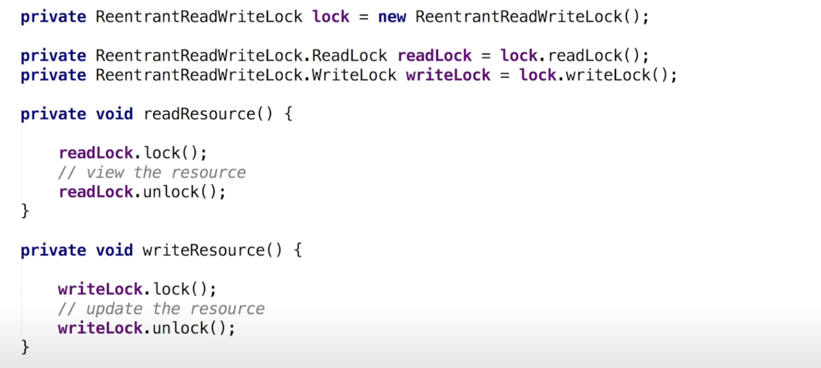 private ReentrantReadWriteLock lock = new ReentrantReadWriteLock();
private ReentrantReadWriteLock.ReadLock readLock = lock.readLock();
private ReentrantReadWriteLock.WriteLock writeLock = lock.writeLock();
private void readResource() {
readLock.lock();
// view the resource
readLock.unlock();
}
private void writeResource() {
writeLock.lock();
// update the resource
writeLock.unlock();
}